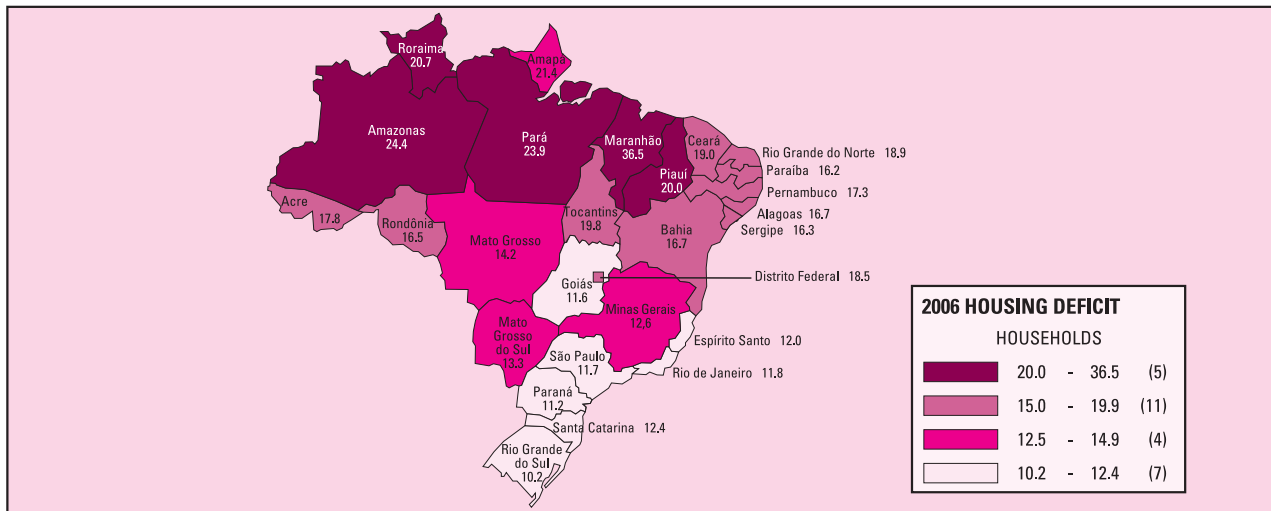 Roraima
20.7
Amapá
21.4
Amazonas
24.4
Pará
23.9
Maranhão
36.5
Ceará
19.0
Rio Grande do Norte 18.9
Paraíba 16.2
Piauí
20.0
Pernambuco 17.3
Acre
17.8
Rondônia
16.5
Tocantins
19.8
Alagoas 16.7
Sergipe 16.3
Bahia
16.7
Mato Grosso
14.2
Distrito Federal 18.5
Goiás
11.6
Minas Gerais
12,6
Mato
Grosso
do Sul
13.3
Espírito Santo 12.0
São Paulo
11.7
Rio de Janeiro 11.8
Paraná
11.2
Santa Catarina 12.4
Rio Grande
do Sul
10.2
2006 HOUSING DEFICIT
HOUSEHOLDS
20.0 - 36.5 (5)
15.0 - 19.9 (11)
12.5 - 14.9 (4)
10.2 - 12.4 (7)